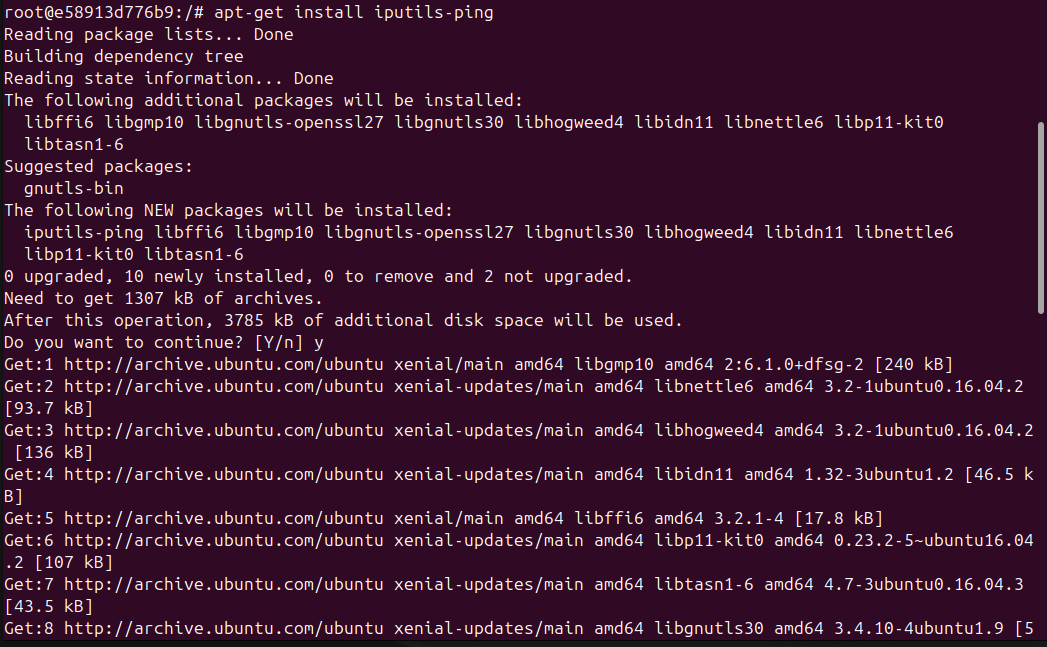 root@e58913d776b9:/# apt-get install iputils-ping
Reading package lists... Done
Building dependency tree
Reading state information... Done
The following additional packages will be installed:
  libffi6 libgmp10 libgnutls-openssl27 libgnutls30 libhogweed4 libidn11 libnettle6 libp11-kit0
  libtasn1-6
Suggested packages:
  gnutls-bin
The following NEW packages will be installed:
  iputils-ping libffi6 libgmp10 libgnutls-openssl27 libgnutls30 libhogweed4 libidn11 libnettle6
  libp11-kit0 libtasn1-6
0 upgraded, 10 newly installed, 0 to remove and 2 not upgraded.
Need to get 1307 kB of archives.
After this operation, 3785 kB of additional disk space will be used.
Do you want to continue? [Y/n] y
Get:1 http://archive.ubuntu.com/ubuntu xenial/main amd64 libgmp10 amd64 2:6.1.0+dfsg-2 [240 kB]
Get:2 http://archive.ubuntu.com/ubuntu xenial-updates/main amd64 libnettle6 amd64 3.2-1ubuntu0.16.04.2
[93.7 kB]
Get:3 http://archive.ubuntu.com/ubuntu xenial-updates/main amd64 libhogweed4 amd64 3.2-1ubuntu0.16.04.2
 [136 kB]
Get:4 http://archive.ubuntu.com/ubuntu xenial-updates/main amd64 libidn11 amd64 1.32-3ubuntu1.2 [46.5 k
B]
Get:5 http://archive.ubuntu.com/ubuntu xenial/main amd64 libffi6 amd64 3.2.1-4 [17.8 kB]
Get:6 http://archive.ubuntu.com/ubuntu xenial-updates/main amd64 libp11-kit0 amd64 0.23.2-5~ubuntu16.04
.2 [107 kB]
Get:7 http://archive.ubuntu.com/ubuntu xenial-updates/main amd64 libtasn1-6 amd64 4.7-3ubuntu0.16.04.3
[43.5 kB]
Get:8 http://archive.ubuntu.com/ubuntu xenial-updates/main amd64 libgnutls30 amd64 3.4.10-4ubuntu1.9 [5